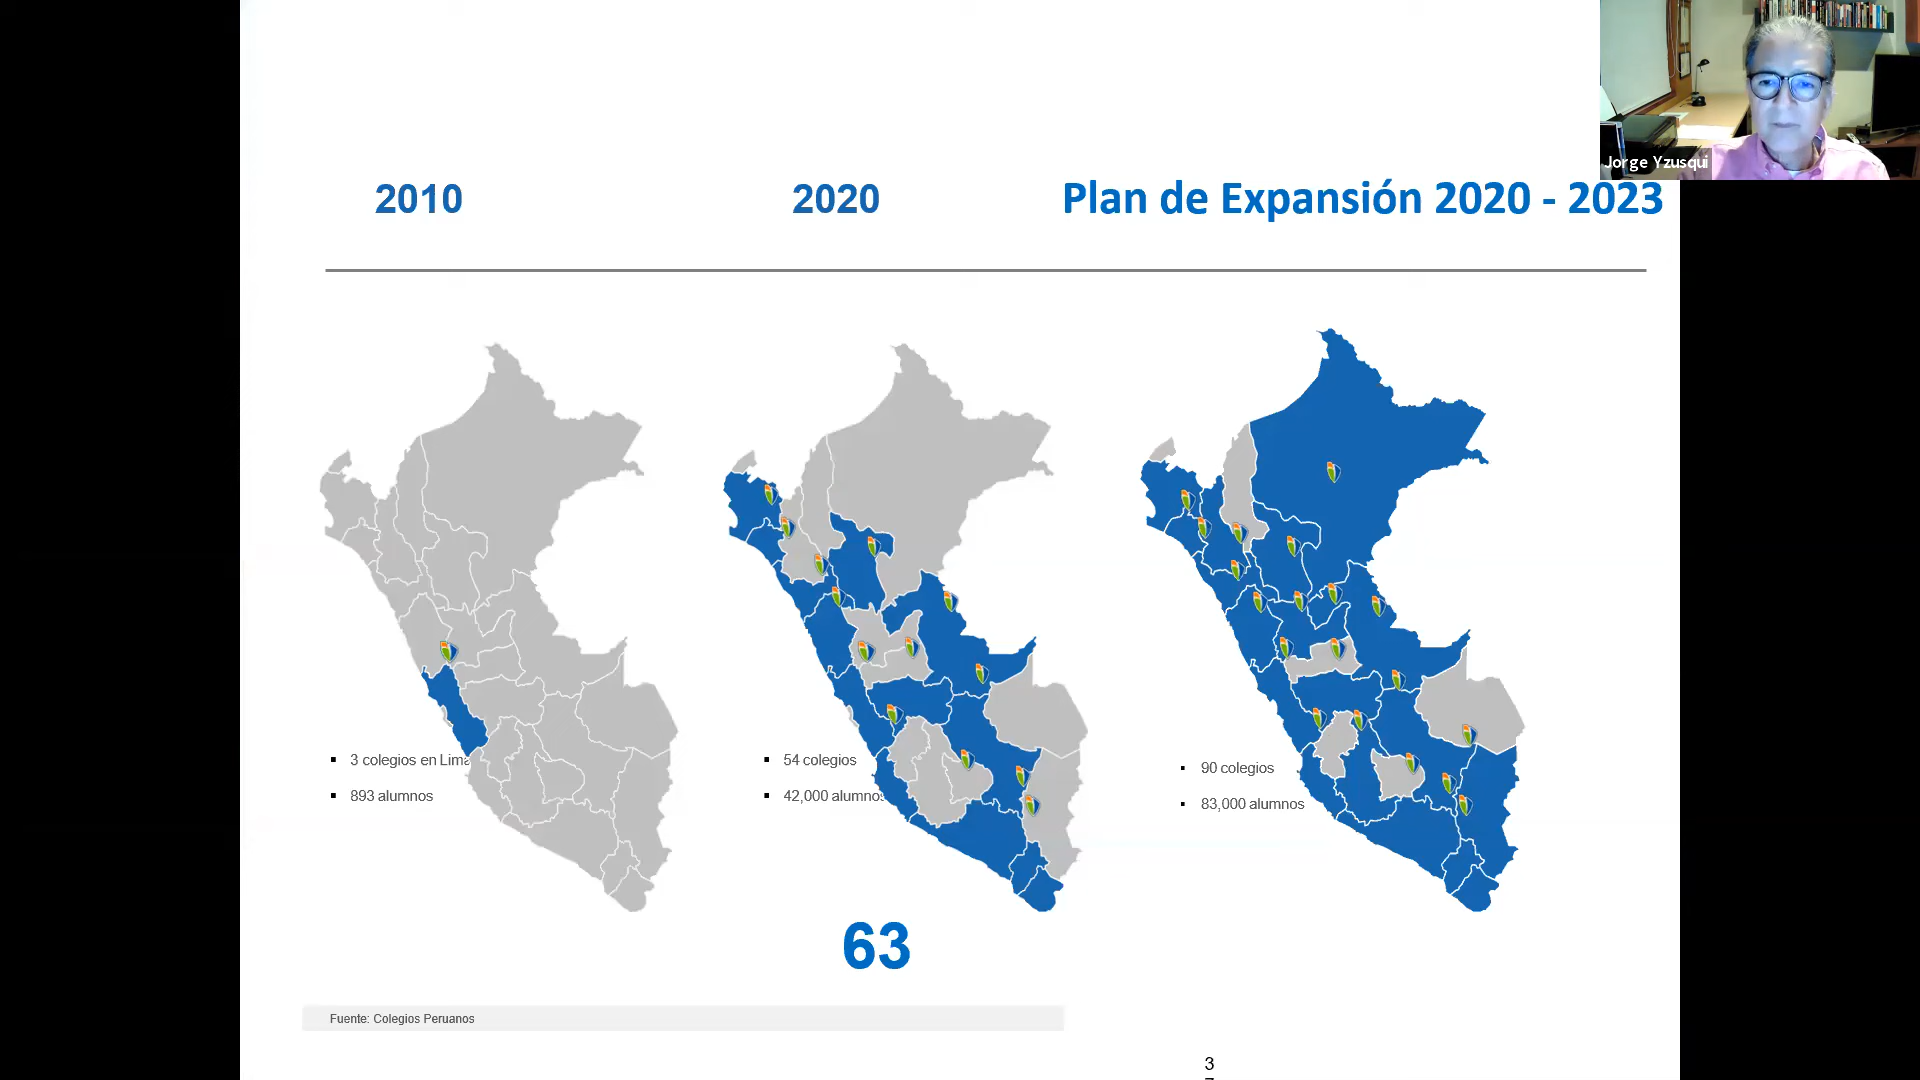 Jorge Yzusqui
2010
2020
Plan de Expansión 2020 - 2023
3 colegios en Lima
893 alumnos
54 colegios
42,000 alumnos
90 colegios
83,000 alumnos
63
Fuente: Colegios Peruanos
3